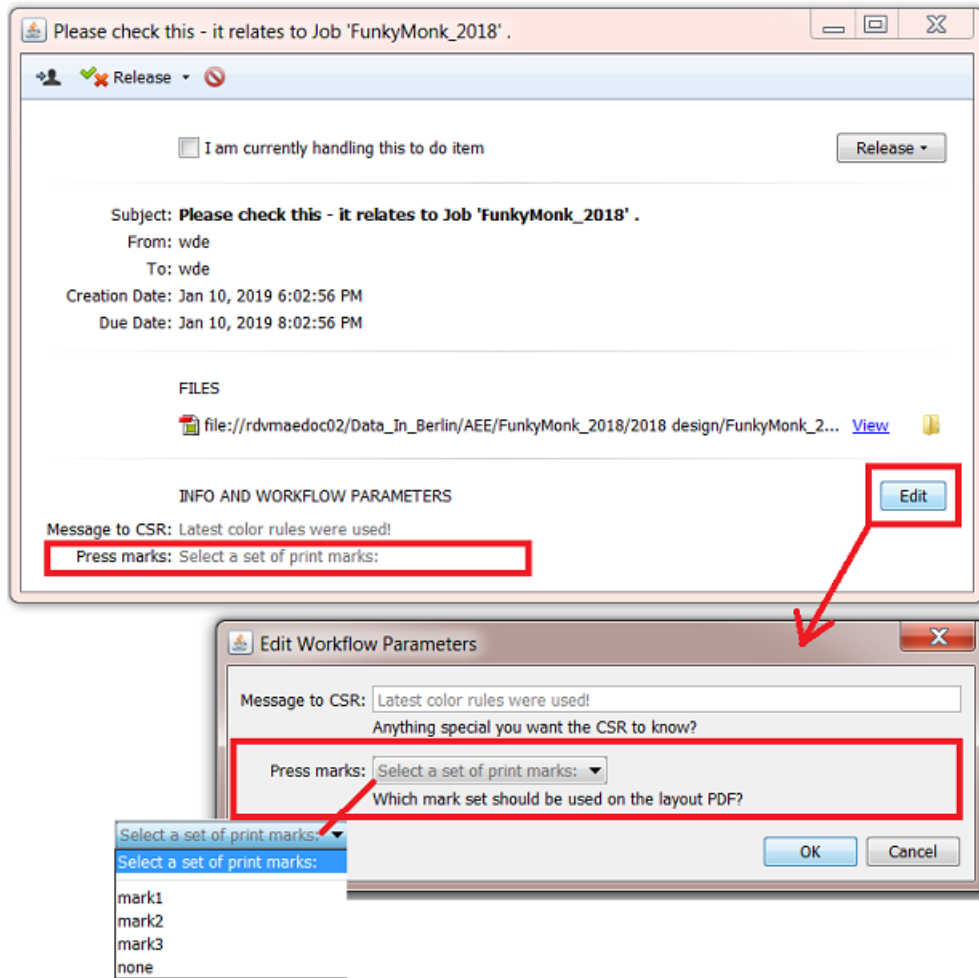 Please check this - it relates to Job 'FunkyMonk_2018' .
Release
I am currently handling this to do item
Release
Subject: Please check this - it relates to Job 'FunkyMonk_2018' .
From: wde
To: wde
Creation Date: Jan 10, 2019 6:02:56 PM
Due Date: Jan 10, 2019 8:02:56 PM
FILES
file://rdvmaedoc02/Data_In_Berlin/AEE/FunkyMonk_2018/2018 design/FunkyMonk_2... View
INFO AND WORKFLOW PARAMETERS
Edit
Message to CSR: Latest color rules were used!
Press marks: Select a set of print marks:
Edit Workflow Parameters
Message to CSR: Latest color rules were used!
Anything special you want the CSR to know?
Press marks: Select a set of print marks:
Which mark set should be used on the layout PDF?
OK Cancel
Select a set of print marks:
Select a set of print marks:
mark1
mark2
mark3
none